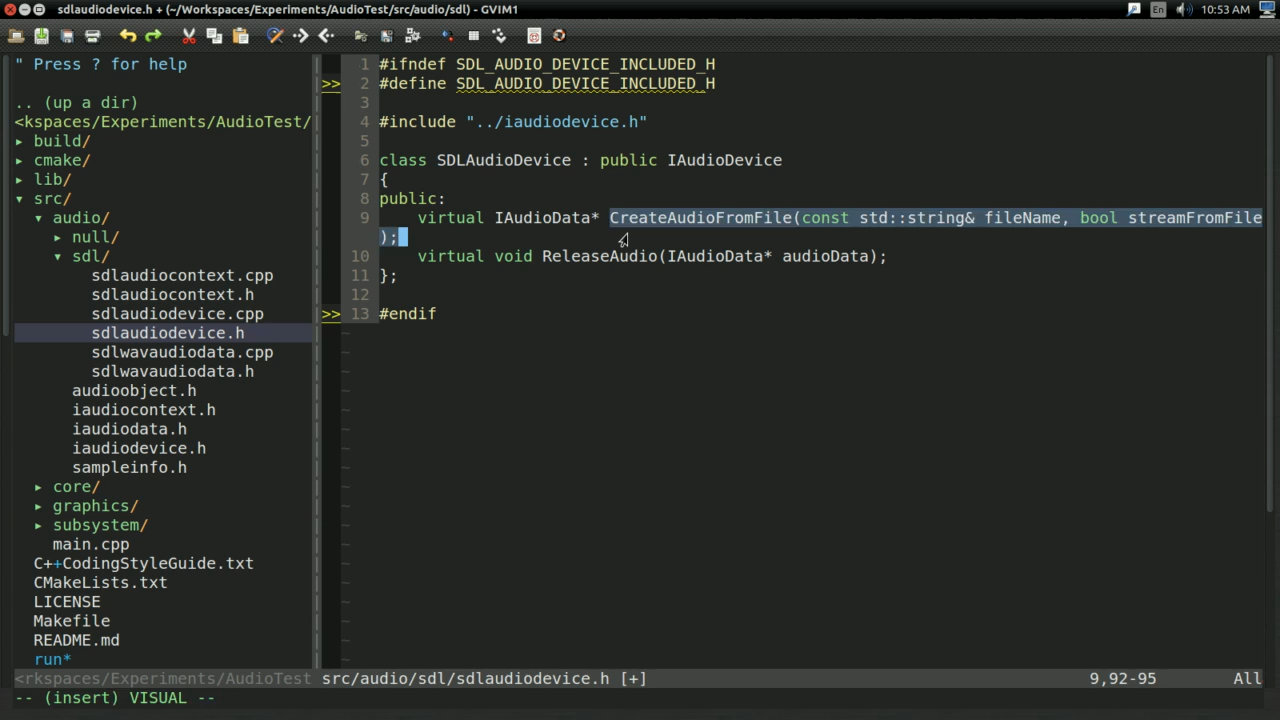 sdlaudiodevice.h + (~/Workspaces/Experiments/AudioTest/src/audio/sdl) - GVIM1
En
10:53 AM
" Press ? for help
.. (up a dir)
<kspaces/Experiments/AudioTest/
▸ build/
▸ cmake/
▸ lib/
▾ src/
▾ audio/
▸ null/
▾ sdl/
sdlaudiocontext.cpp
sdlaudiocontext.h
sdlaudiodevice.cpp
sdlaudiodevice.h
sdlwavaudiodata.cpp
sdlwavaudiodata.h
audioobject.h
iaudiocontext.h
iaudiodata.h
iaudiodevice.h
sampleinfo.h
▸ core/
▸ graphics/
▸ subsystem/
main.cpp
C++CodingStyleGuide.txt
CMakeLists.txt
LICENSE
Makefile
README.md
run*
<rkspaces/Experiments/AudioTest
1 #ifndef SDL_AUDIO_DEVICE_INCLUDED_H
>> 2 #define SDL_AUDIO_DEVICE_INCLUDED_H
3
4 #include "../iaudiodevice.h"
5
6 class SDLAudioDevice : public IAudioDevice
7 {
8 public:
9 virtual IAudioData* CreateAudioFromFile(const std::string& fileName, bool streamFromFile
);
10 virtual void ReleaseAudio(IAudioData* audioData);
11 };
12
>> 13 #endif
src/audio/sdl/sdlaudiodevice.h [+] 9,92-95 All
-- (insert) VISUAL --